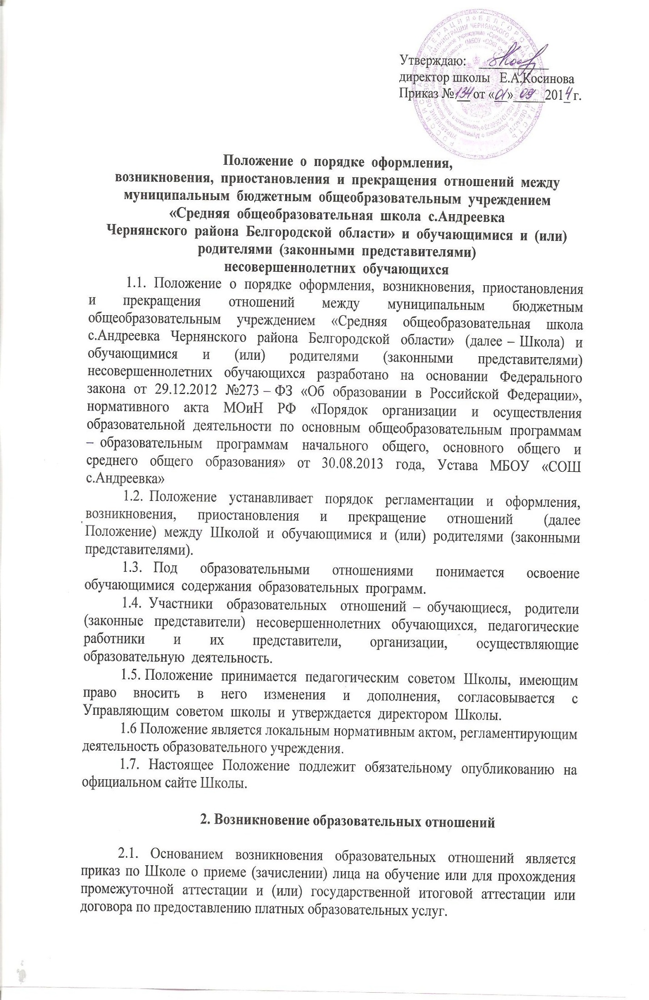 Утверждаю: ___________
директор школы Е.А.Косинова
Приказ № 134 от «01» 09 2014 г.
Положение о порядке оформления,
возникновения, приостановления и прекращения отношений между
муниципальным бюджетным общеобразовательным учреждением
«Средняя общеобразовательная школа с.Андреевка
Чернянского района Белгородской области» и обучающимися и (или)
родителями (законными представителями)
несовершеннолетних обучающихся
1.1. Положение о порядке оформления, возникновения, приостановления
и прекращения отношений между муниципальным бюджетным
общеобразовательным учреждением «Средняя общеобразовательная школа
с.Андреевка Чернянского района Белгородской области» (далее – Школа) и
обучающимися и (или) родителями (законными представителями)
несовершеннолетних обучающихся разработано на основании Федерального
закона от 29.12.2012 №273 – ФЗ «Об образовании в Российской Федерации»,
нормативного акта МОиН РФ «Порядок организации и осуществления
образовательной деятельности по основным общеобразовательным программам
– образовательным программам начального общего, основного общего и
среднего общего образования» от 30.08.2013 года, Устава МБОУ «СОШ
с.Андреевка»
1.2. Положение устанавливает порядок регламентации и оформления,
возникновения, приостановления и прекращение отношений (далее
Положение) между Школой и обучающимися и (или) родителями (законными
представителями).
1.3. Под образовательными отношениями понимается освоение
обучающимися содержания образовательных программ.
1.4. Участники образовательных отношений – обучающиеся, родители
(законные представители) несовершеннолетних обучающихся, педагогические
работники и их представители, организации, осуществляющие
образовательную деятельность.
1.5. Положение принимается педагогическим советом Школы, имеющим
право вносить в него изменения и дополнения, согласовывается с
Управляющим советом школы и утверждается директором Школы.
1.6 Положение является локальным нормативным актом, регламентирующим
деятельность образовательного учреждения.
1.7. Настоящее Положение подлежит обязательному опубликованию на
официальном сайте Школы.
2. Возникновение образовательных отношений
2.1. Основанием возникновения образовательных отношений является
приказ по Школе о приеме (зачислении) лица на обучение или для прохождения
промежуточной аттестации и (или) государственной итоговой аттестации или
договора по предоставлению платных образовательных услуг.